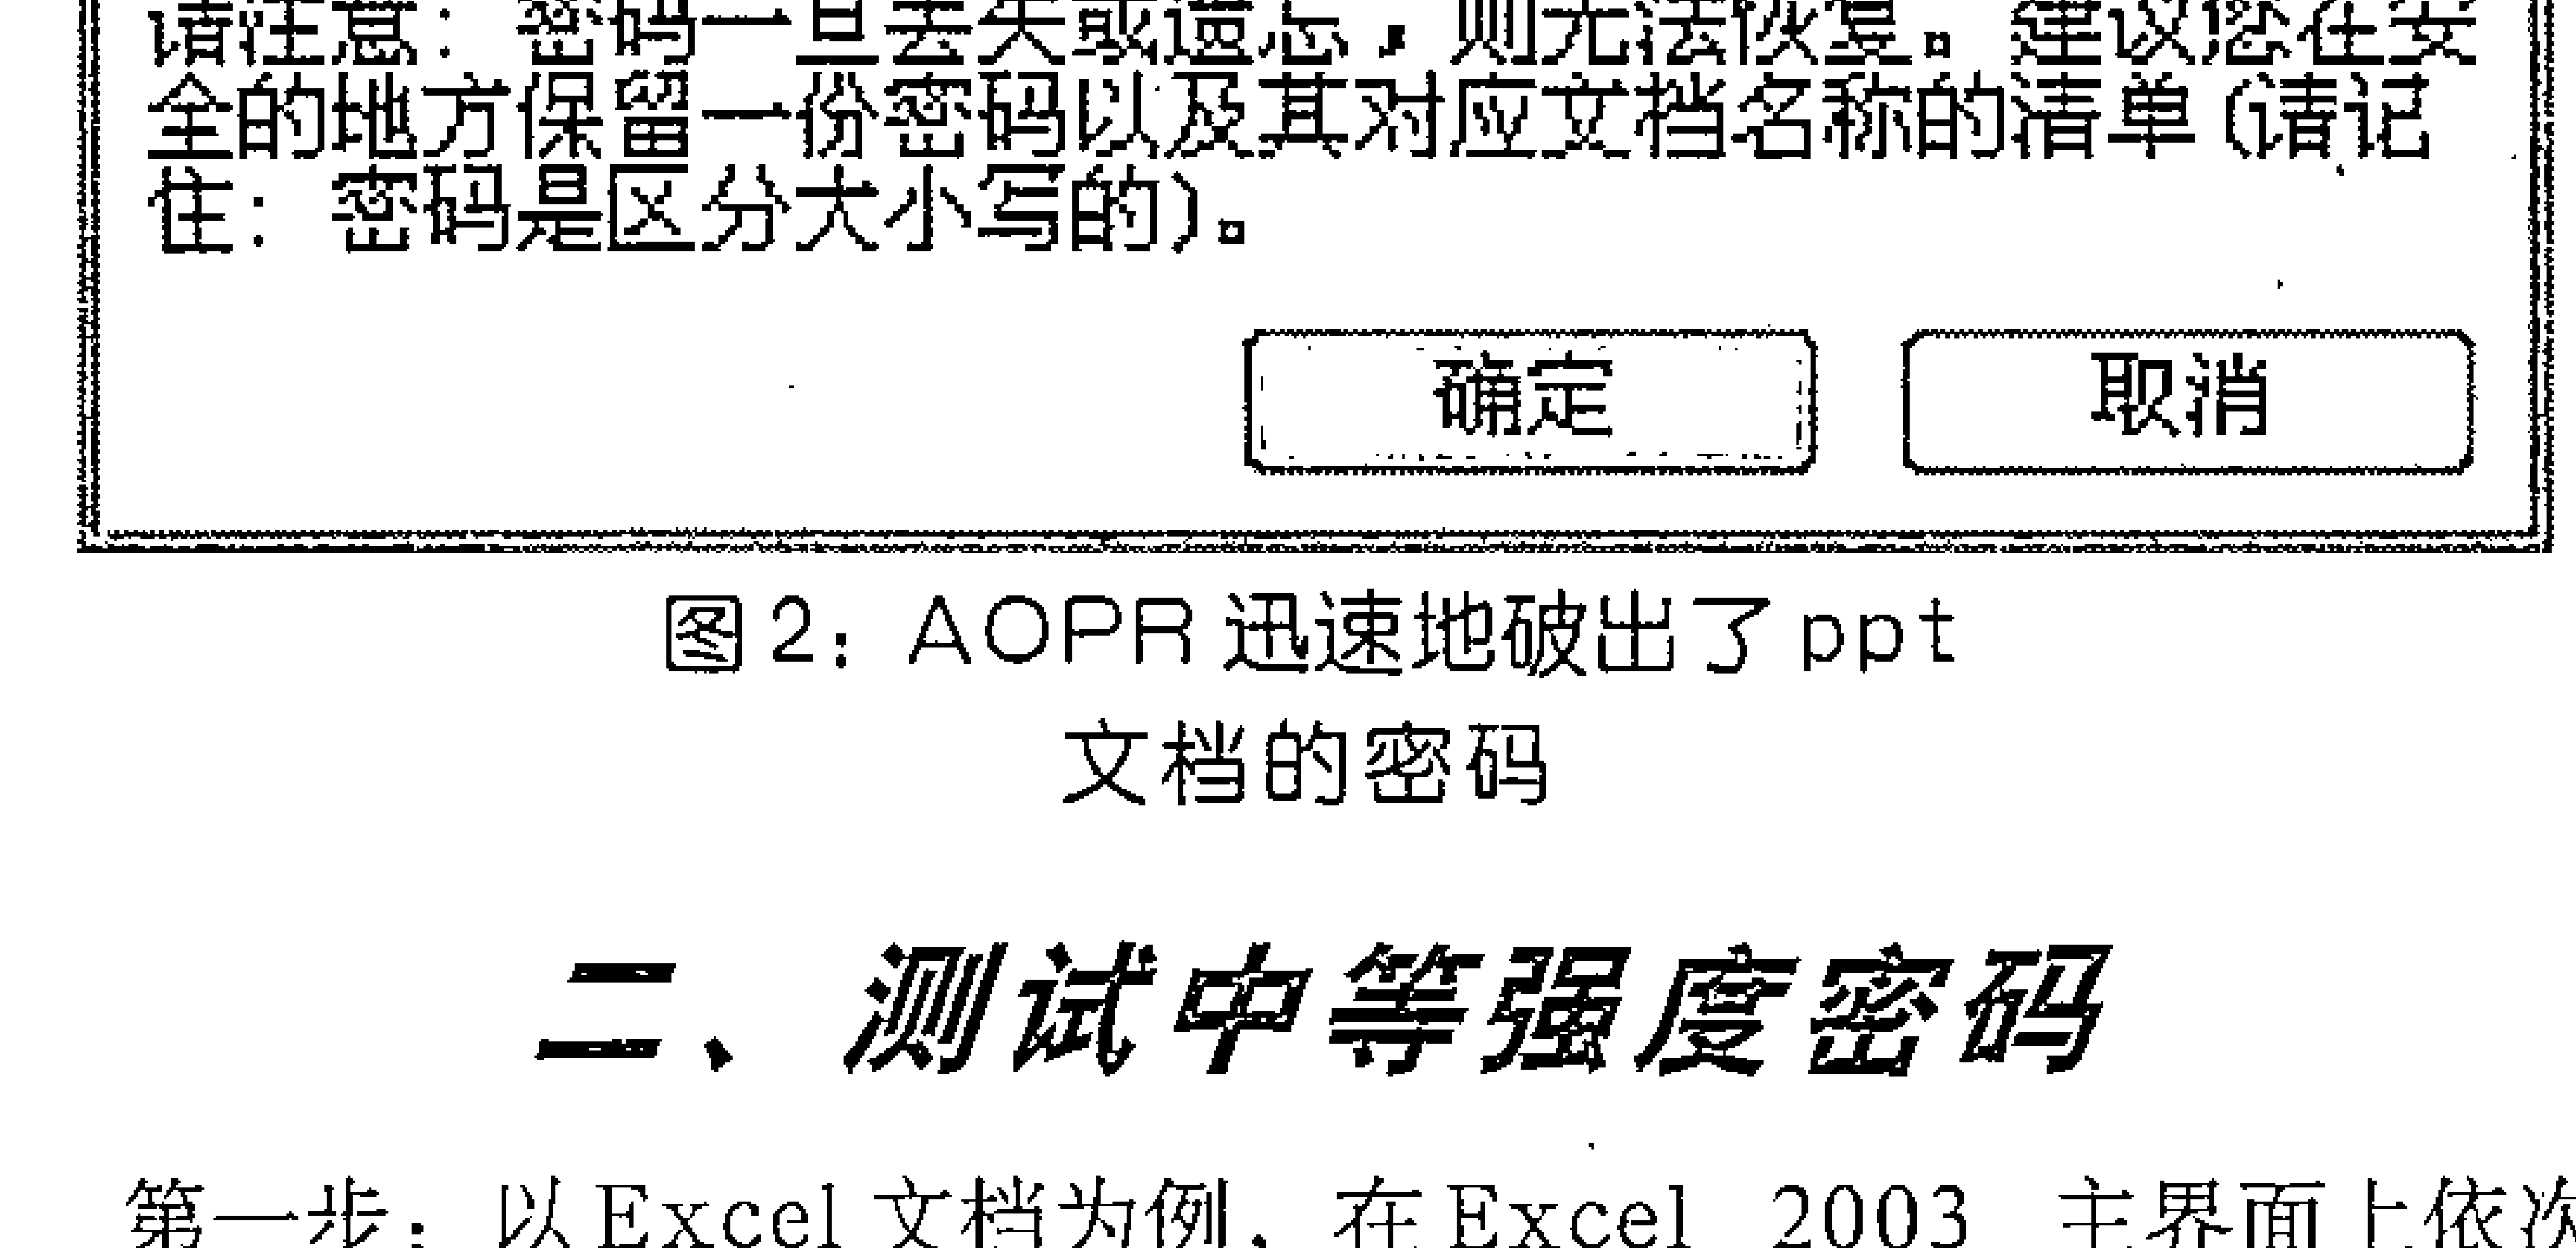 请注意：密码一旦丢失或遗忘，则无法恢复。建议您在安
全的地方保留一份密码以及其对应文档名称的清单(请记
住：密码是区分大小写的)。
确定 取消
图2：AOPR迅速地破出了ppt
文档的密码
二、测试中等强度密码
第一步：以Excel文档为例，在Excel 2003 主界面上依次